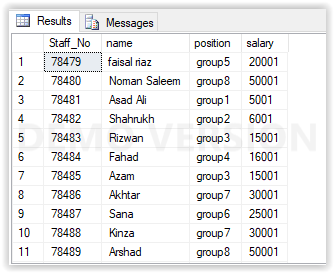 Results Messages
Staff_No name position salary
1 78479 faisal riaz group5 20001
2 78480 Noman Saleem group8 50001
3 78481 Asad Ali group1 5001
4 78482 Shahrukh group2 6001
5 78483 Rizwan group3 15001
6 78484 Fahad group4 16001
7 78485 Azam group3 15001
8 78486 Akhtar group7 30001
9 78487 Sana group6 25001
10 78488 Kinza group7 30001
11 78489 Arshad group8 50001
DEMO VERSION